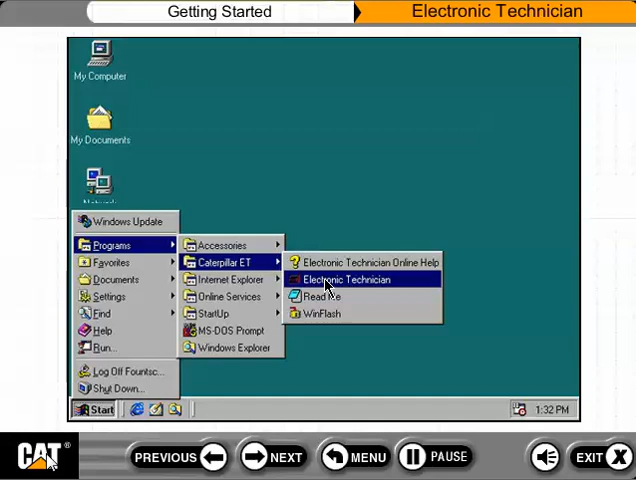 Getting Started
Electronic Technician
My Computer
My Documents
Windows Update
Programs
Favorites
Documents
Settings
Find
Help
Run...
Log Off Fountsc...
Shut Down...
Accessories
Caterpillar ET
Internet Explorer
Online Services
StartUp
MS-DOS Prompt
Windows Explorer
Electronic Technician Online Help
Electronic Technician
WinFlash
Start
1:32 PM
CAT®
PREVIOUS
NEXT
MENU
PAUSE
EXIT X